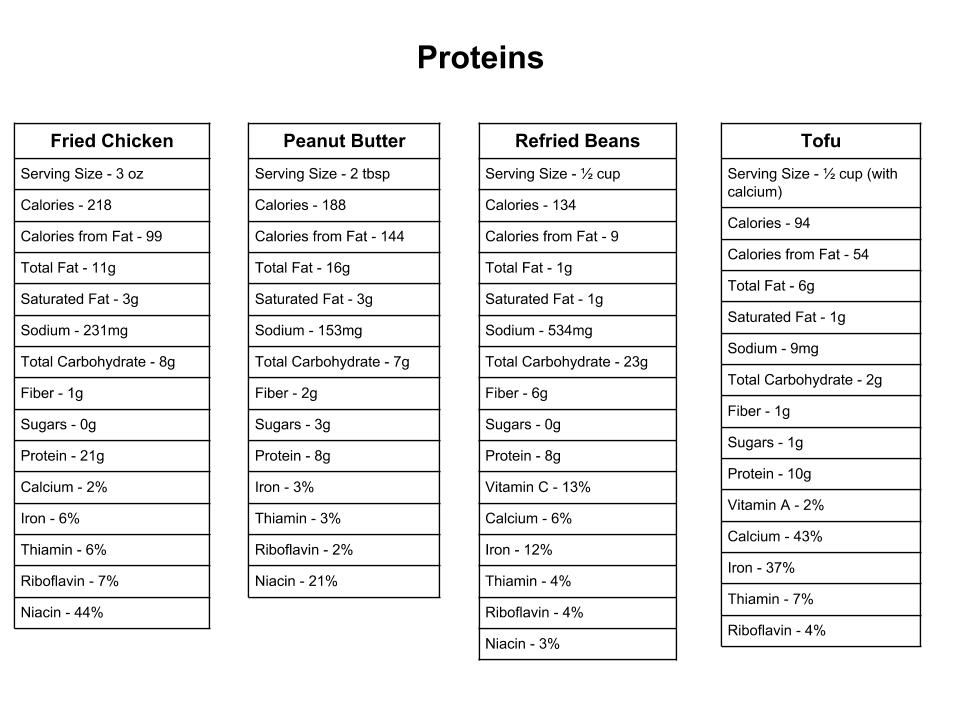 Proteins
Fried Chicken
Serving Size - 3 oz
Calories - 218
Calories from Fat - 99
Total Fat - 11g
Saturated Fat - 3g
Sodium - 231mg
Total Carbohydrate - 8g
Fiber - 1g
Sugars - 0g
Protein - 21g
Calcium - 2%
Iron - 6%
Thiamin - 6%
Riboflavin - 7%
Niacin - 44%
Peanut Butter
Serving Size - 2 tbsp
Calories - 188
Calories from Fat - 144
Total Fat - 16g
Saturated Fat - 3g
Sodium - 153mg
Total Carbohydrate - 7g
Fiber - 2g
Sugars - 3g
Protein - 8g
Iron - 3%
Thiamin - 3%
Riboflavin - 2%
Niacin - 21%
Refried Beans
Serving Size - ½ cup
Calories - 134
Calories from Fat - 9
Total Fat - 1g
Saturated Fat - 1g
Sodium - 534mg
Total Carbohydrate - 23g
Fiber - 6g
Sugars - 0g
Protein - 8g
Vitamin C - 13%
Calcium - 6%
Iron - 12%
Thiamin - 4%
Riboflavin - 4%
Niacin - 3%
Tofu
Serving Size - ½ cup (with
calcium)
Calories - 94
Calories from Fat - 54
Total Fat - 6g
Saturated Fat - 1g
Sodium - 9mg
Total Carbohydrate - 2g
Fiber - 1g
Sugars - 1g
Protein - 10g
Vitamin A - 2%
Calcium - 43%
Iron - 37%
Thiamin - 7%
Riboflavin - 4%